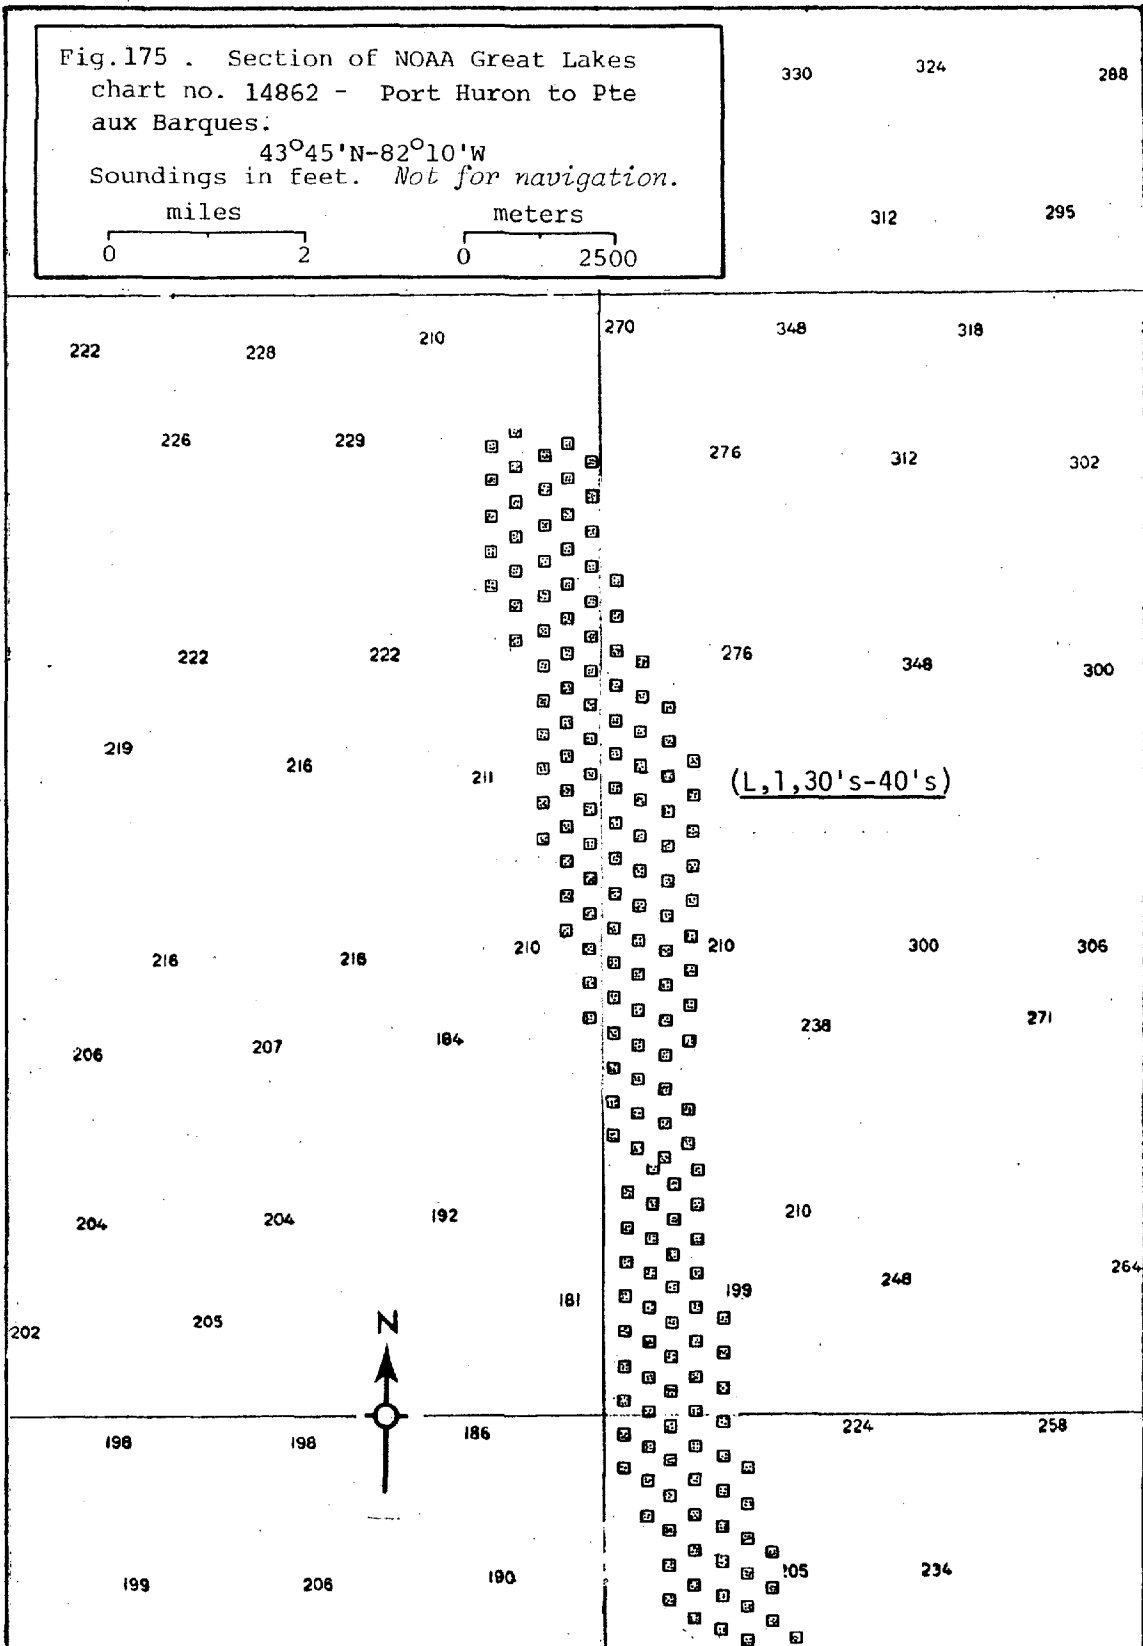 Fig.175 . Section of NOAA Great Lakes
chart no. 14862 - Port Huron to Pte
aux Barques.
43°45'N-82°10'W
Soundings in feet. Not for navigation.
miles meters
0 2 0 2500
330 324 288
312 295
222 228 210 270 348 318
226 229 276 312 302
222 222 276 348 300
219 216 211 (L,1,30's-40's)
216 216 210 210 300 306
206 207 184 238 271
204 204 192 210
202 205 181 199 248 264
N
198 198 186 224 258
199 206 190 205 234